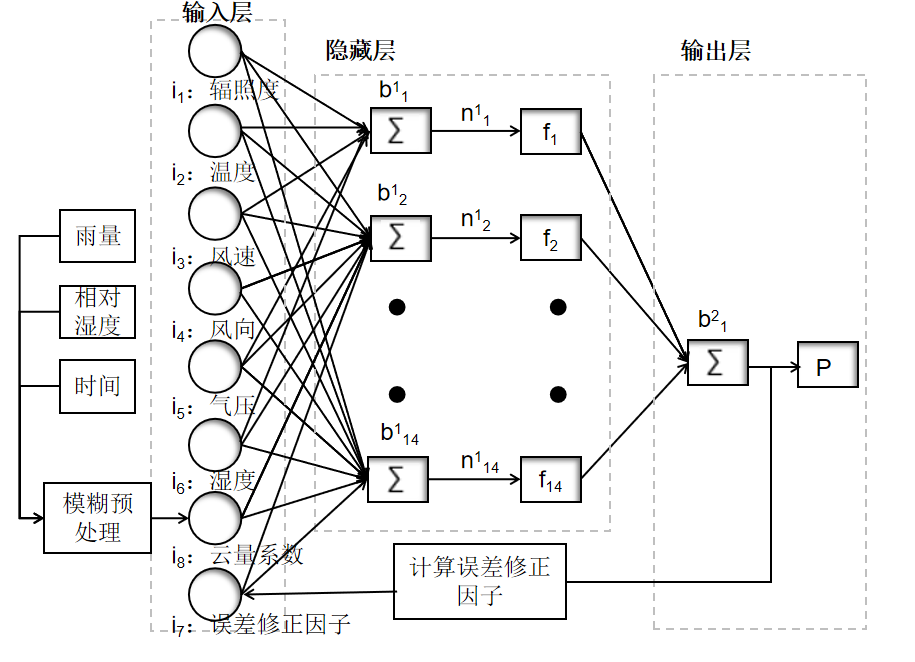 输入层
隐藏层
输出层
i1：辐照度
i2：温度
i3：风速
i4：风向
i5：气压
i6：湿度
i8：云量系数
i7：误差修正因子
雨量
相对
湿度
时间
模糊预
处理
b¹1
∑
n¹1
f1
b¹2
∑
n¹2
f2
b¹14
∑
n¹14
f14
b²1
∑
P
计算误差修正
因子